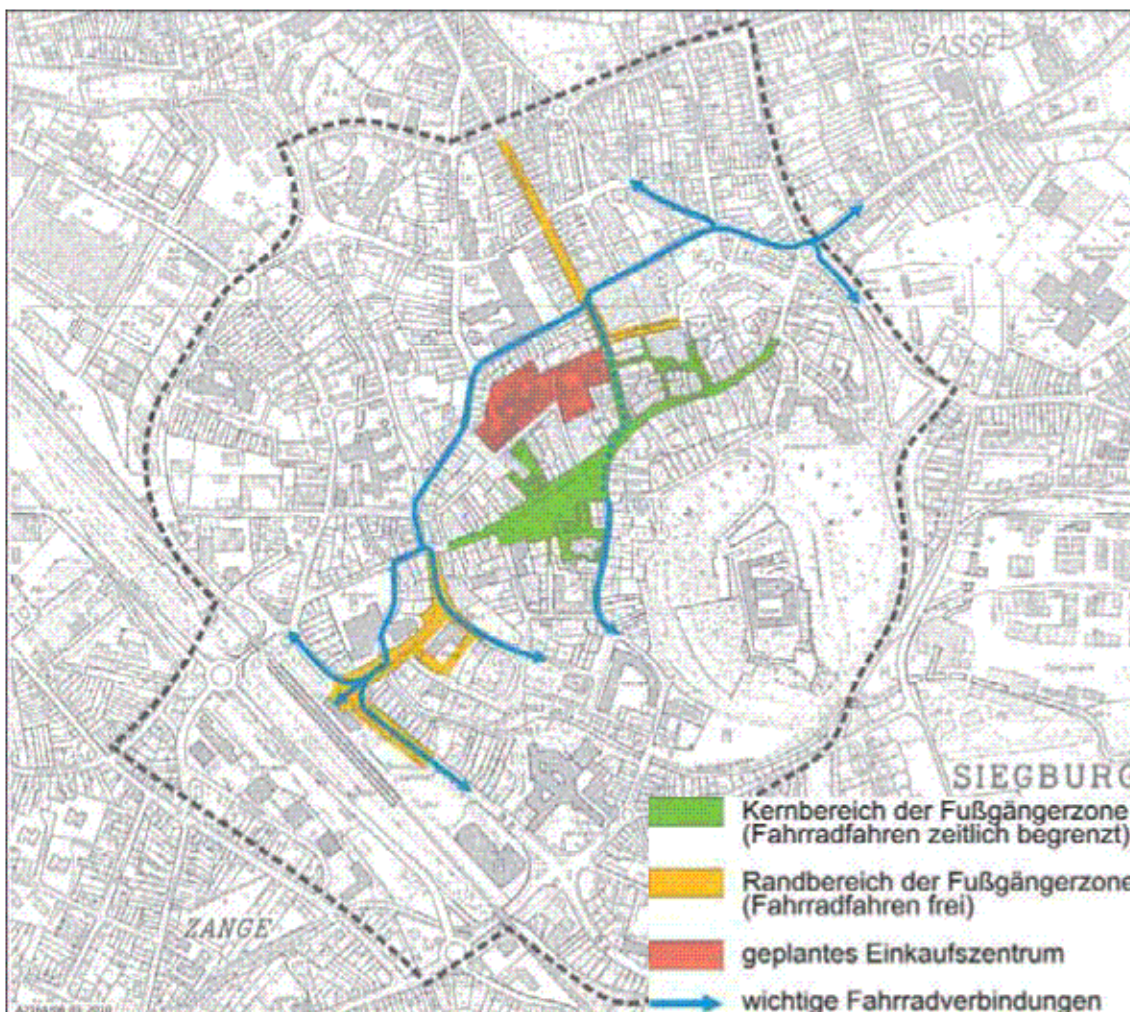 GASSE
SIEGBURG
Kernbereich der Fußgängerzone
(Fahrradfahren zeitlich begrenzt)
Randbereich der Fußgängerzone
(Fahrradfahren frei)
geplantes Einkaufszentrum
ZANGE
wichtige Fahrradverbindungen